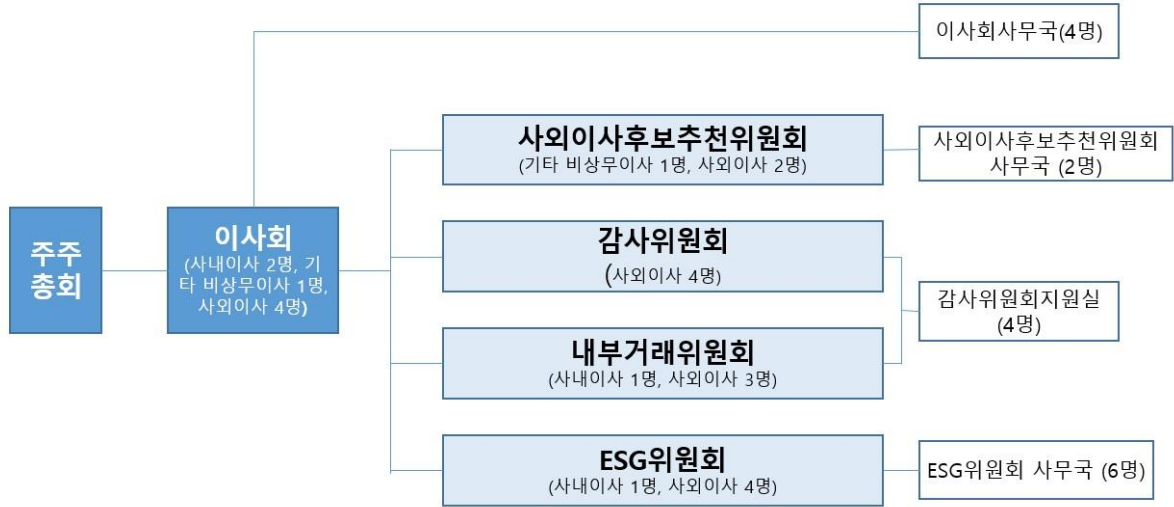 이사회사무국(4명)
사외이사후보추천위원회
(기타 비상무이사 1명, 사외이사 2명)
사외이사후보추천위원회
사무국 (2명)
주주
총회
이사회
(사내이사 2명, 기
타 비상무이사 1명,
사외이사 4명)
감사위원회
(사외이사 4명)
감사위원회지원실
(4명)
내부거래위원회
(사내이사 1명, 사외이사 3명)
ESG위원회
(사내이사 1명, 사외이사 4명)
ESG위원회 사무국 (6명)